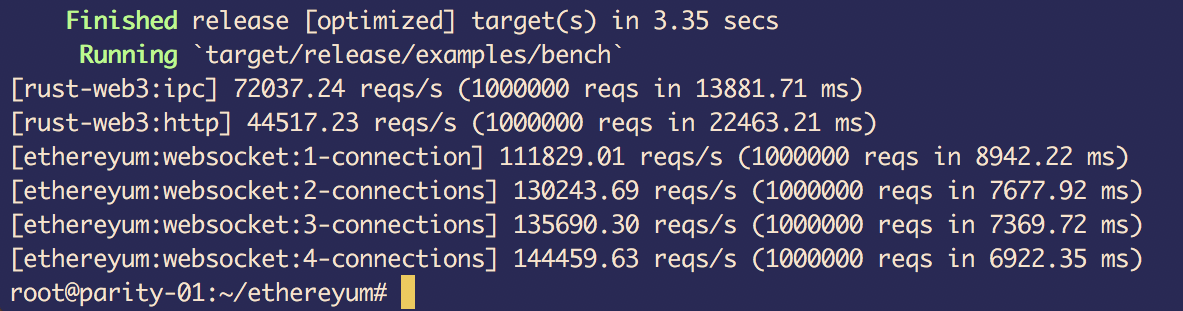 Finished release [optimized] target(s) in 3.35 secs
Running `target/release/examples/bench`
[rust-web3:ipc] 72037.24 reqs/s (1000000 reqs in 13881.71 ms)
[rust-web3:http] 44517.23 reqs/s (1000000 reqs in 22463.21 ms)
[ethereyum:websocket:1-connection] 111829.01 reqs/s (1000000 reqs in 8942.22 ms)
[ethereyum:websocket:2-connections] 130243.69 reqs/s (1000000 reqs in 7677.92 ms)
[ethereyum:websocket:3-connections] 135690.30 reqs/s (1000000 reqs in 7369.72 ms)
[ethereyum:websocket:4-connections] 144459.63 reqs/s (1000000 reqs in 6922.35 ms)
root@parity-01:~/ethereyum#